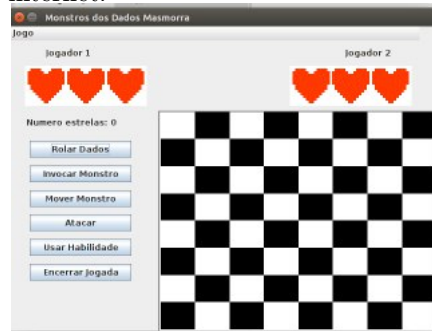 internet.
Monstros dos Dados Masmorra
Jogo
Jogador 1
Jogador 2
Numero estrelas: 0
Rolar Dados
Invocar Monstro
Mover Monstro
Atacar
Usar Habilidade
Encerrar Jogada